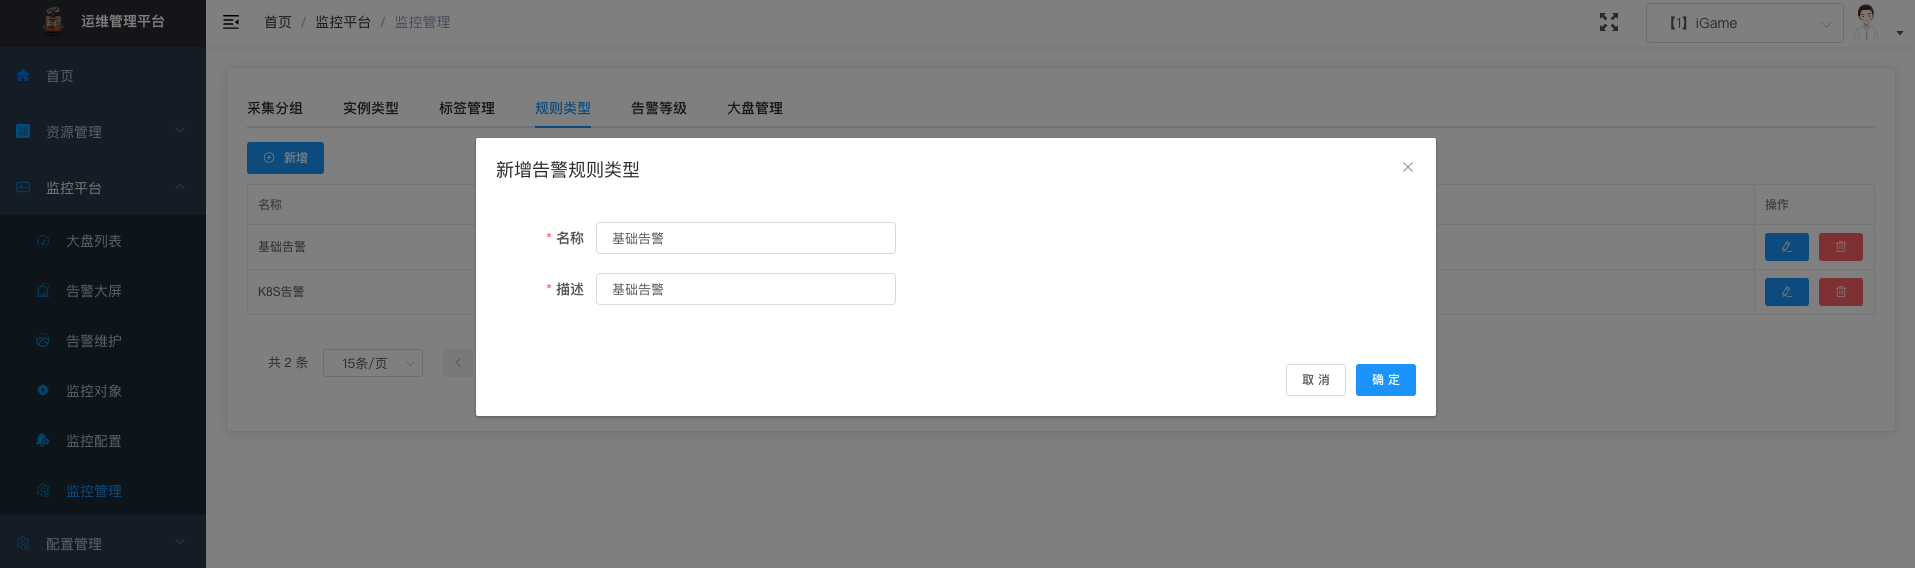 运维管理平台
首页 / 监控平台 / 监控管理
【1】 iGame
首页
资源管理
监控平台
大盘列表
告警大屏
告警维护
监控对象
监控配置
监控管理
配置管理
采集分组 实例类型 标签管理 规则类型 告警等级 大盘管理
新增
名称 操作
基础告警
K8S告警
共 2 条 15条/页
新增告警规则类型
* 名称 基础告警
* 描述 基础告警
取 消 确 定